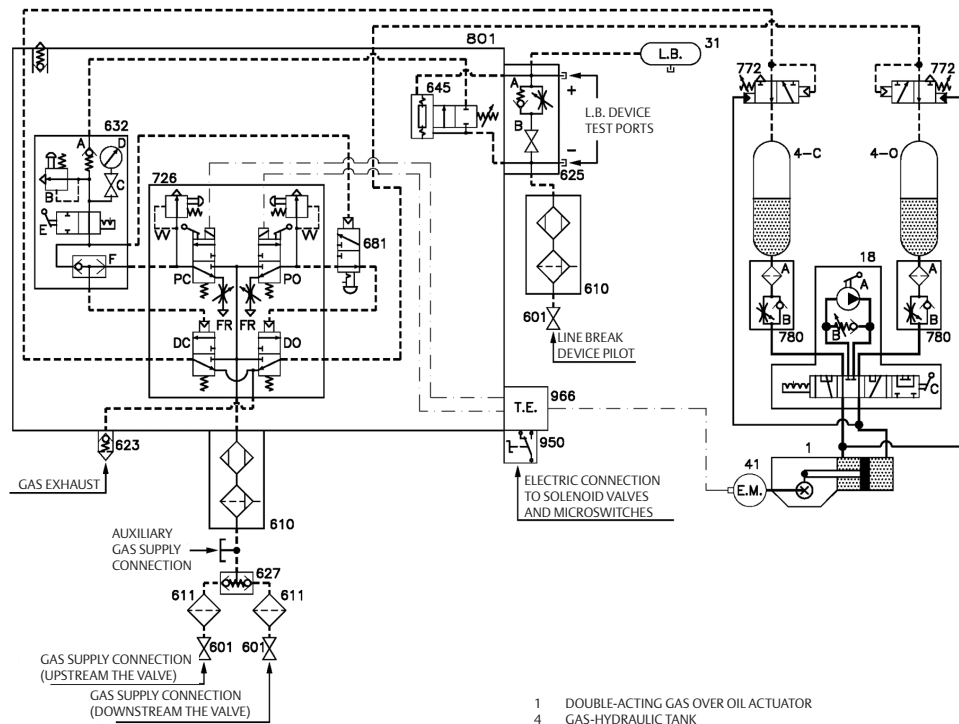 801
31
L.B.
772
772
A
+
645
L.B. DEVICE
TEST PORTS
B
-
625
632
A
D
C
B
E
F
4-C
4-O
726
681
PC
PO
FR
FR
DC
DO
18
A
A
A
B
B
B
780
780
C
610
601
LINE BREAK
DEVICE PILOT
966
T.E.
950
623
GAS EXHAUST
ELECTRIC CONNECTION
TO SOLENOID VALVES
AND MICROSWITCHES
41
E.M.
1
610
AUXILIARY
GAS SUPPLY
CONNECTION
627
611
611
601
601
GAS SUPPLY CONNECTION
(UPSTREAM THE VALVE)
GAS SUPPLY CONNECTION
(DOWNSTREAM THE VALVE)
1 DOUBLE-ACTING GAS OVER OIL ACTUATOR
4 GAS-HYDRAULIC TANK